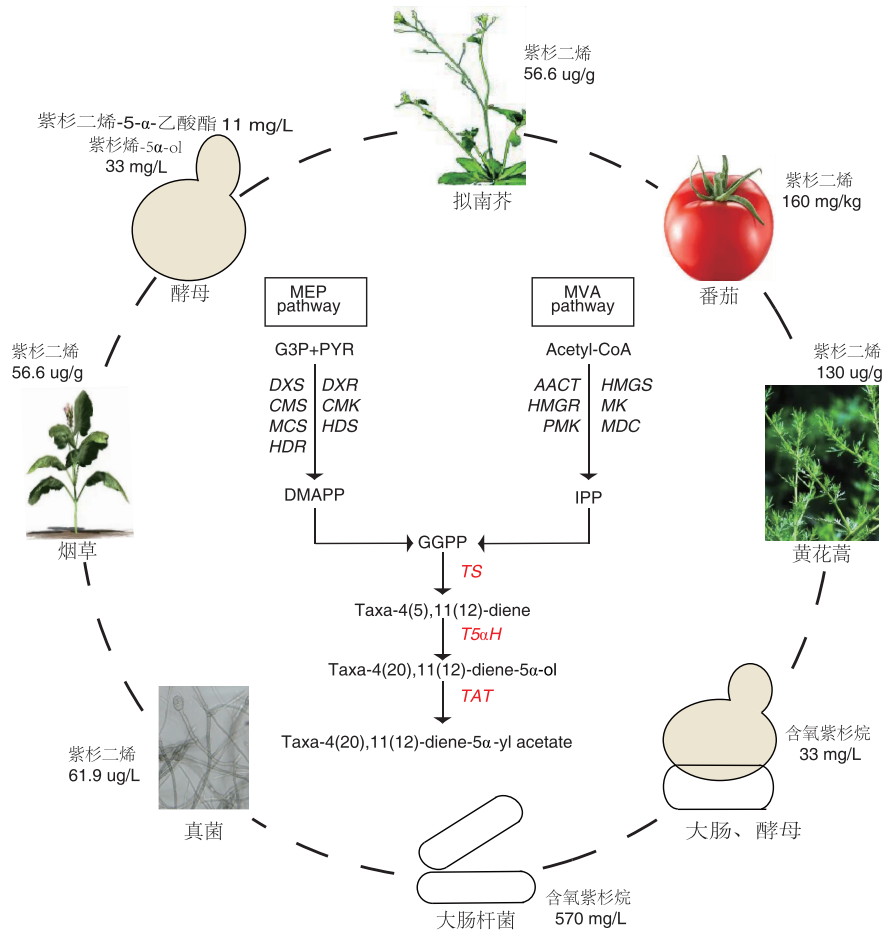 紫杉二烯
56.6 ug/g
拟南芥
紫杉二烯-5-α-乙酸酯 11 mg/L
紫杉烯-5α-ol
33 mg/L
酵母
紫杉二烯
160 mg/kg
番茄
MEP
pathway
MVA
pathway
G3P+PYR
Acetyl-CoA
DXS DXR
CMS CMK
MCS HDS
HDR
AACT HMGS
HMGR MK
PMK MDC
DMAPP
IPP
GGPP
TS
Taxa-4(5),11(12)-diene
T5αH
Taxa-4(20),11(12)-diene-5α-ol
TAT
Taxa-4(20),11(12)-diene-5α-yl acetate
紫杉二烯
56.6 ug/g
烟草
紫杉二烯
130 ug/g
黄花蒿
紫杉二烯
61.9 ug/L
真菌
含氧紫杉烷
33 mg/L
大肠、酵母
大肠杆菌
含氧紫杉烷
570 mg/L